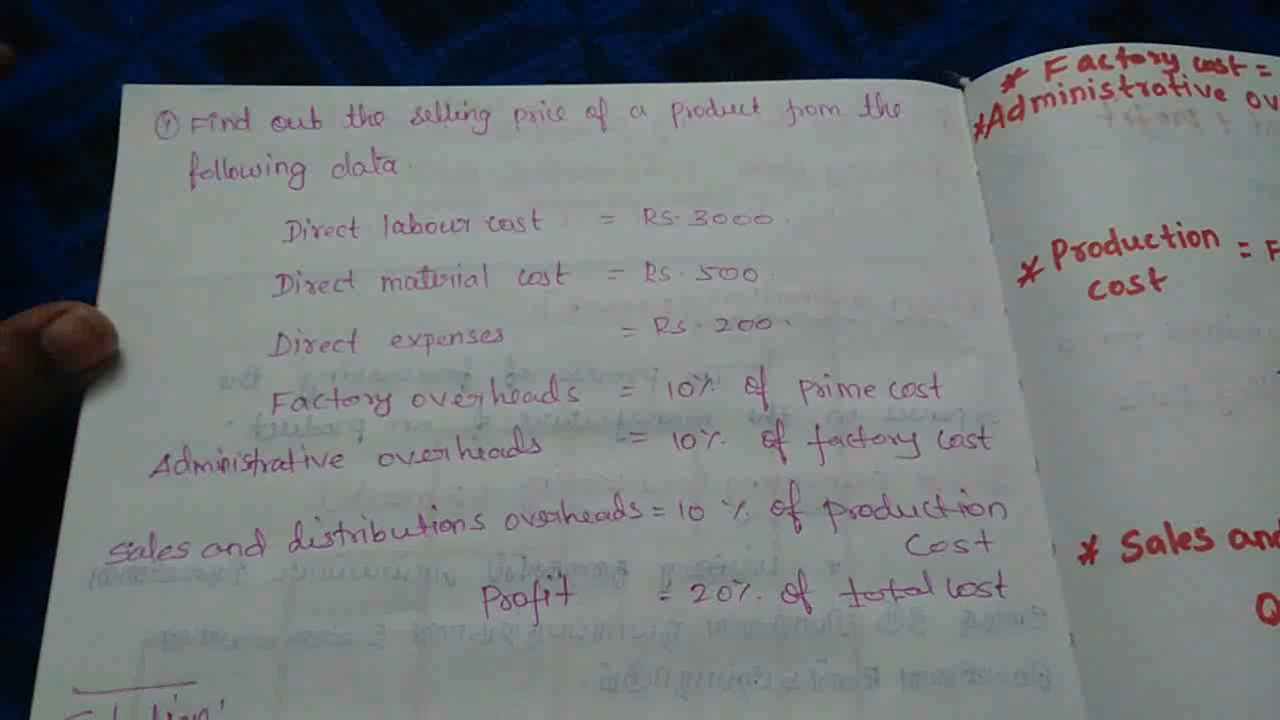 ① Find out the selling price of a product from the
following data.
Direct labour cost = Rs. 3000.
Direct material cost = Rs. 500.
Direct expenses = Rs. 200.
Factory overheads = 10% of prime cost
Administrative overheads = 10% of factory cost
Sales and distributions overheads = 10 % of production
cost
Profit = 20% of total cost
* Factory cost =
*Administrative ov
* Production = F
cost
* Sales and